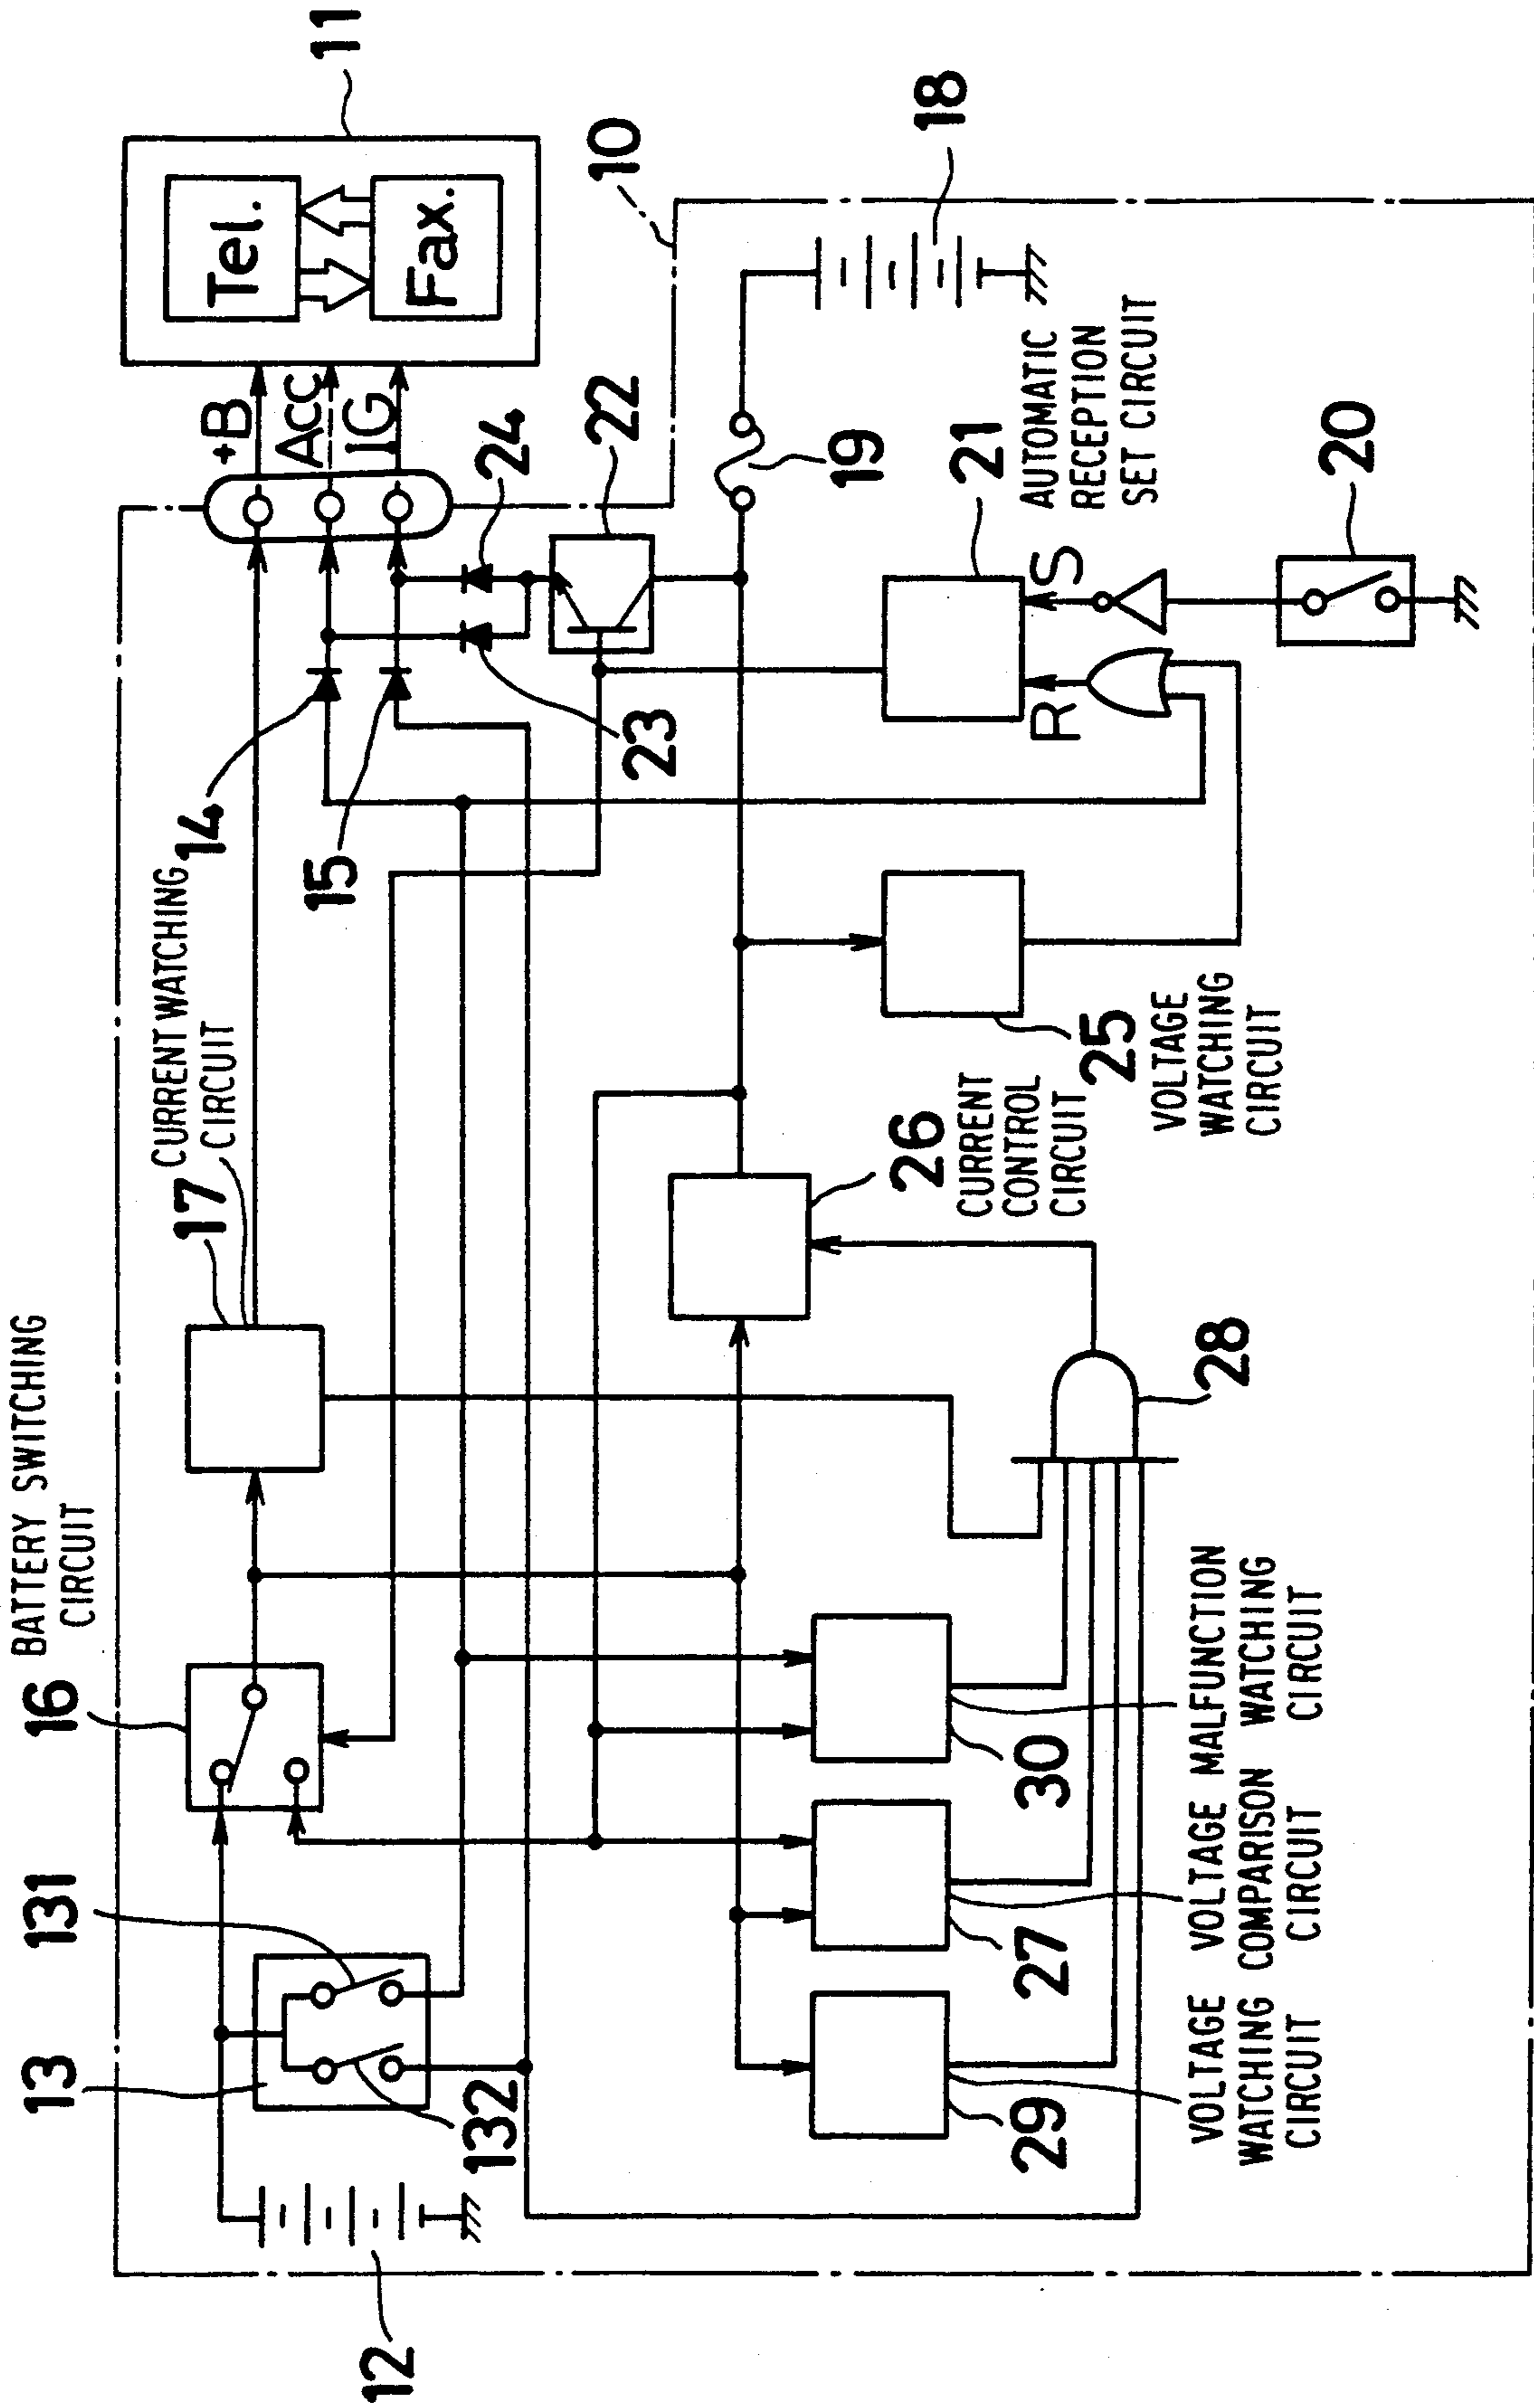 BATTERY SWITCHING
CIRCUIT
13
131
16
17
CURRENT WATCHING
CIRCUIT
14
15
+B
Acc
IG
Tel.
Fax.
11
12
132
24
22
10
23
19
18
26
CURRENT
CONTROL
CIRCUIT
25
VOLTAGE
WATCHING
CIRCUIT
21
AUTOMATIC
RECEPTION
SET CIRCUIT
R
S
20
29
27
30
28
VOLTAGE
WATCHING
CIRCUIT
VOLTAGE
COMPARISON
CIRCUIT
MALFUNCTION
WATCHING
CIRCUIT